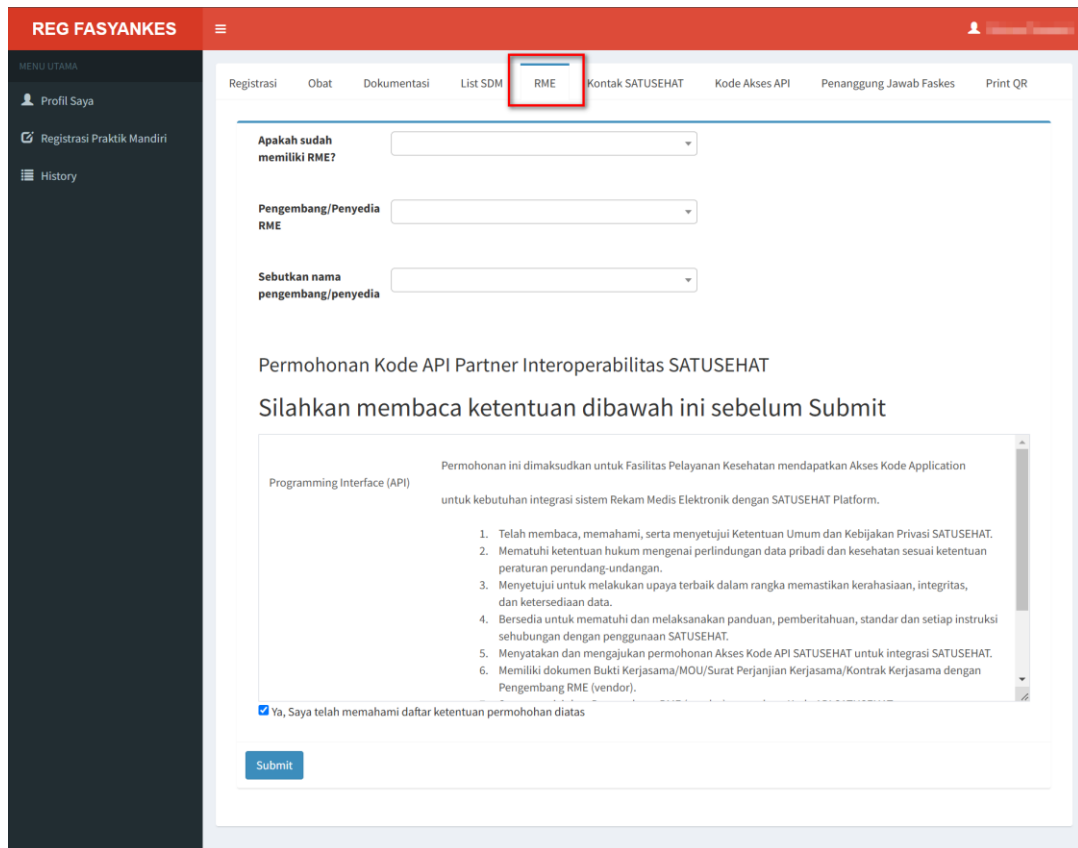 REG FASYANKES
MENU UTAMA
Profil Saya
Registrasi Praktik Mandiri
History
Registrasi Obat Dokumentasi List SDM RME Kontak SATUSEHAT Kode Akses API Penanggung Jawab Faskes Print QR
Apakah sudah
memiliki RME?
Pengembang/Penyedia
RME
Sebutkan nama
pengembang/penyedia
Permohonan Kode API Partner Interoperabilitas SATUSEHAT
Silahkan membaca ketentuan dibawah ini sebelum Submit
Permohonan ini dimaksudkan untuk Fasilitas Pelayanan Kesehatan mendapatkan Akses Kode Application
Programming Interface (API)
untuk kebutuhan integrasi sistem Rekam Medis Elektronik dengan SATUSEHAT Platform.
1. Telah membaca, memahami, serta menyetujui Ketentuan Umum dan Kebijakan Privasi SATUSEHAT.
2. Mematuhi ketentuan hukum mengenai perlindungan data pribadi dan kesehatan sesuai ketentuan
peraturan perundang-undangan.
3. Menyetujui untuk melakukan upaya terbaik dalam rangka memastikan kerahasiaan, integritas,
dan ketersediaan data.
4. Bersedia untuk mematuhi dan melaksanakan panduan, pemberitahuan, standar dan setiap instruksi
sehubungan dengan penggunaan SATUSEHAT.
5. Menyatakan dan mengajukan permohonan Akses Kode API SATUSEHAT untuk integrasi SATUSEHAT.
6. Memiliki dokumen Bukti Kerjasama/MOU/Surat Perjanjian Kerjasama/Kontrak Kerjasama dengan
Pengembang RME (vendor).
Ya, Saya telah memahami daftar ketentuan permohohan diatas
Submit